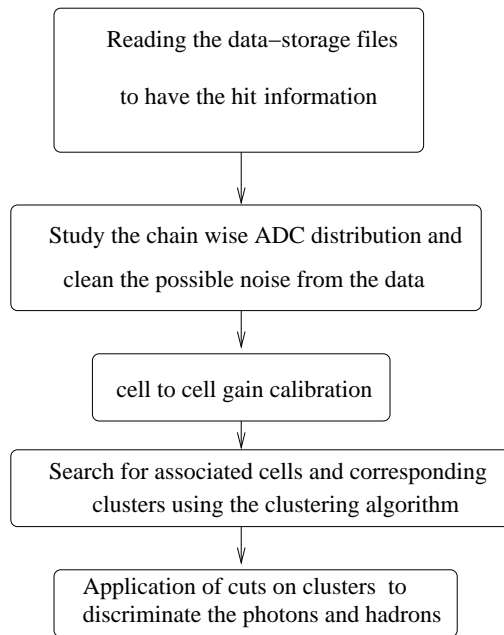 Reading the data−storage files
to have the hit information
Study the chain wise ADC distribution and
clean the possible noise from the data
cell to cell gain calibration
Search for associated cells and corresponding
clusters using the clustering algorithm
Application of cuts on clusters to
discriminate the photons and hadrons